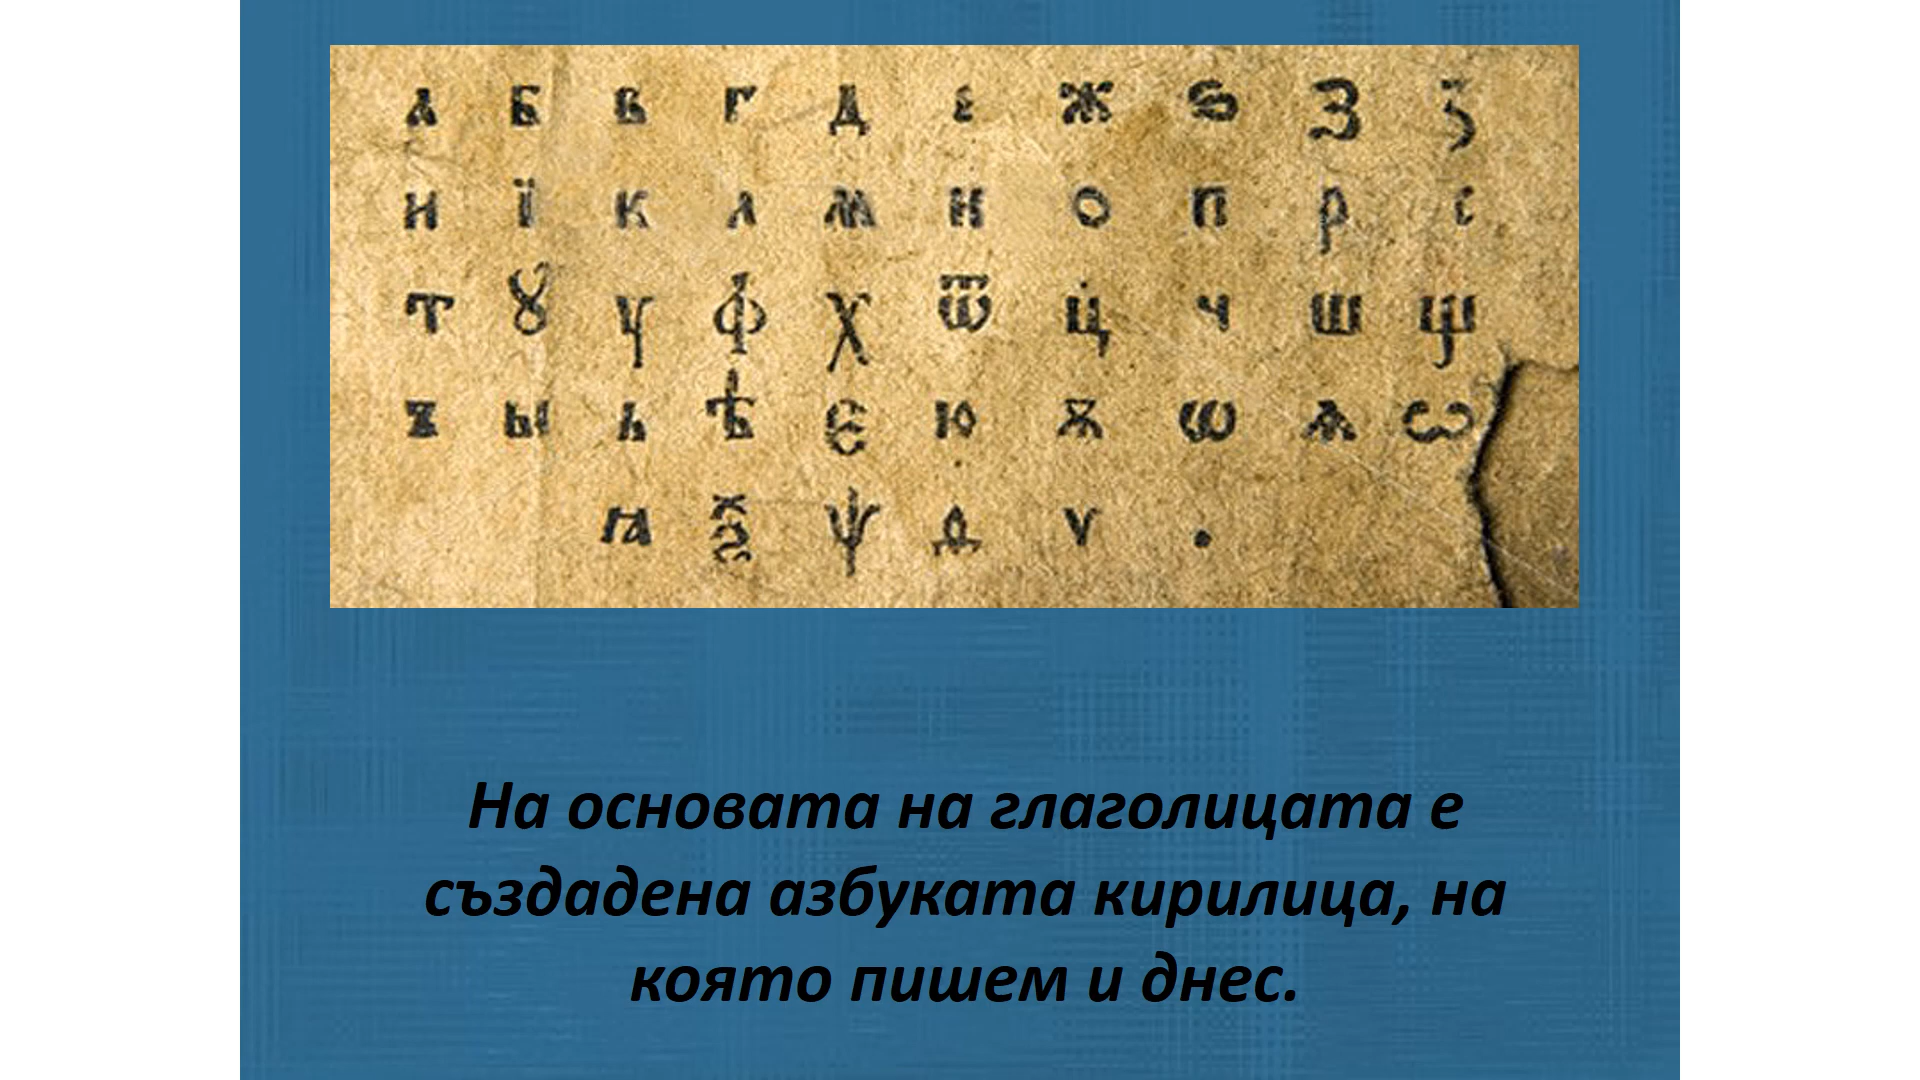 а б в г д є ж ѕ З ꙁ
и ї к л м н о п р с
т ꙋ у ф х ѿ ц ч ш щ
ъ ы ь ѣ Є ю ѫ ѡ ѧ ѡ
ꙗ ѯ ѱ д ѵ .
На основата на глаголицата е
създадена азбуката кирилица, на
която пишем и днес.